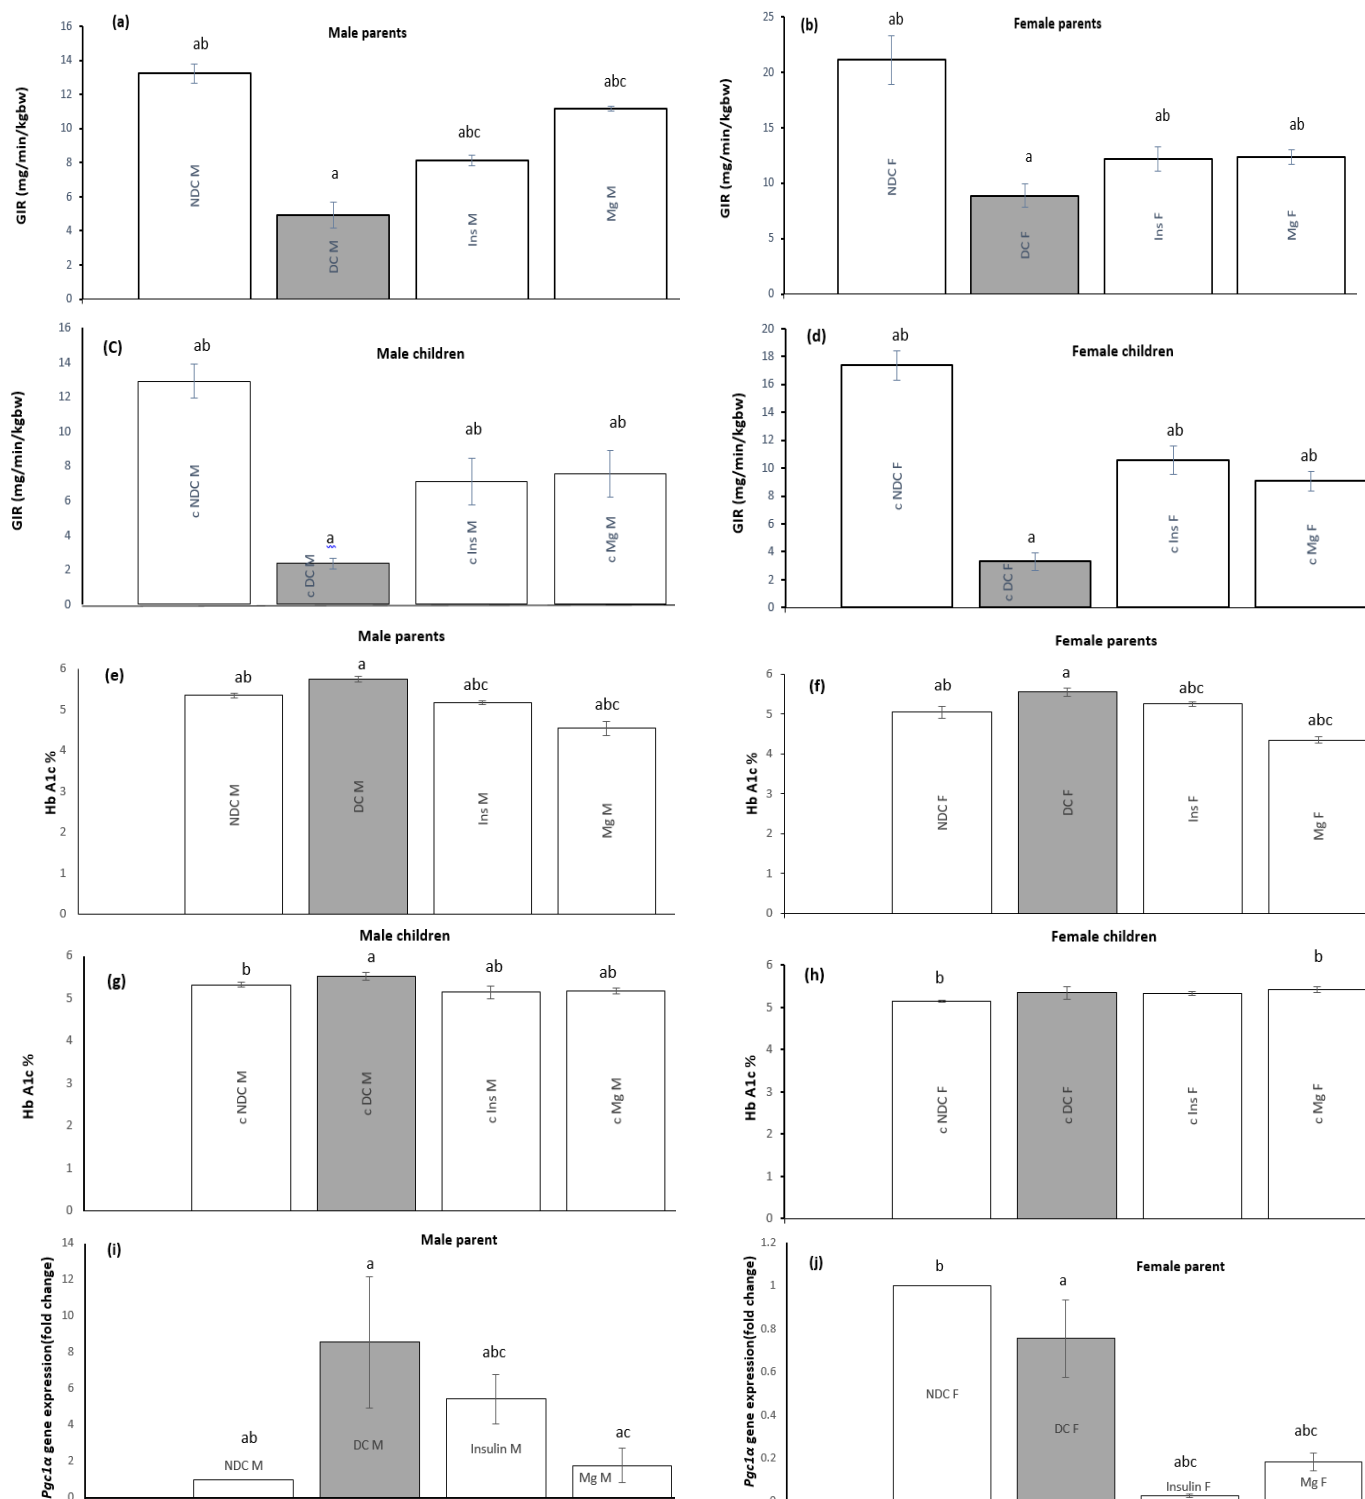 (a)
Male parents
GIR (mg/min/kgbw)
16
14
12
10
8
6
4
2
0
ab
a
abc
abc
NDC M
DC M
Ins M
Mg M
(b)
Female parents
GIR (mg/min/kgbw)
25
20
15
10
5
0
ab
a
ab
ab
NDC F
DC F
Ins F
Mg F
(C)
Male children
GIR (mg/min/kgbw)
16
14
12
10
8
6
4
2
0
ab
a
ab
ab
c NDC M
c DC M
c Ins M
c Mg M
(d)
Female children
GIR (mg/min/kgbw)
20
18
16
14
12
10
8
6
4
2
0
ab
a
ab
ab
c NDC F
c DC F
c Ins F
c Mg F
Male parents
(e)
Hb A1c %
6
5
4
3
2
1
0
ab
a
abc
abc
NDC M
DC M
Ins M
Mg M
Female parents
(f)
Hb A1c %
6
5
4
3
2
1
0
ab
a
abc
abc
NDC F
DC F
Ins F
Mg F
Male children
(g)
Hb A1c %
6
5
4
3
2
1
0
b
a
ab
ab
c NDC M
c DC M
c Ins M
c Mg M
Female children
(h)
Hb A1c %
6
5
4
3
2
1
0
b
b
c NDC F
c DC F
c Ins F
c Mg F
(i)
Male parent
Pgc1α gene expression(fold change)
14
12
10
8
6
4
2
0
ab
a
abc
ac
NDC M
DC M
Insulin M
Mg M
(j)
Female parent
Pgc1α gene expression(fold change)
1.2
1
0.8
0.6
0.4
0.2
0
b
a
abc
abc
NDC F
DC F
Insulin F
Mg F